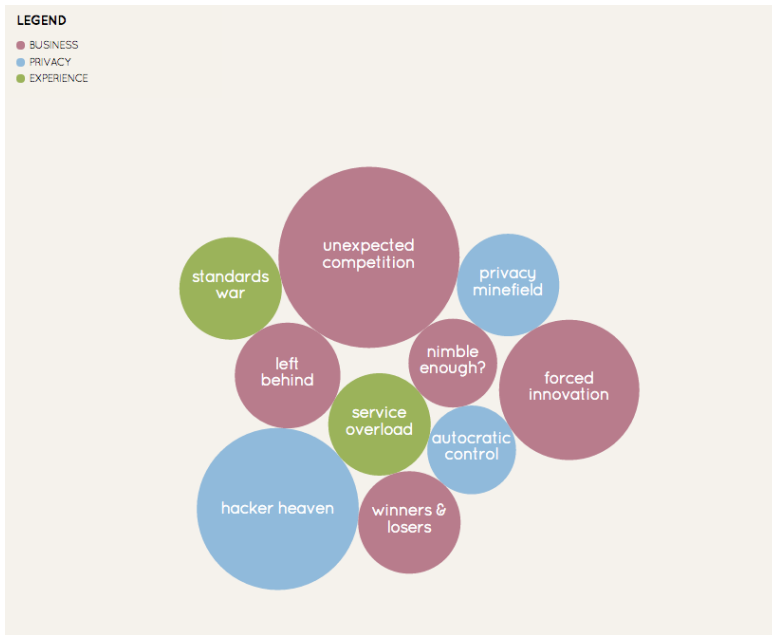 LEGEND
BUSINESS
PRIVACY
EXPERIENCE
unexpected
competition
standards
war
privacy
minefield
left
behind
nimble
enough?
forced
innovation
service
overload
autocratic
control
hacker heaven
winners &
losers